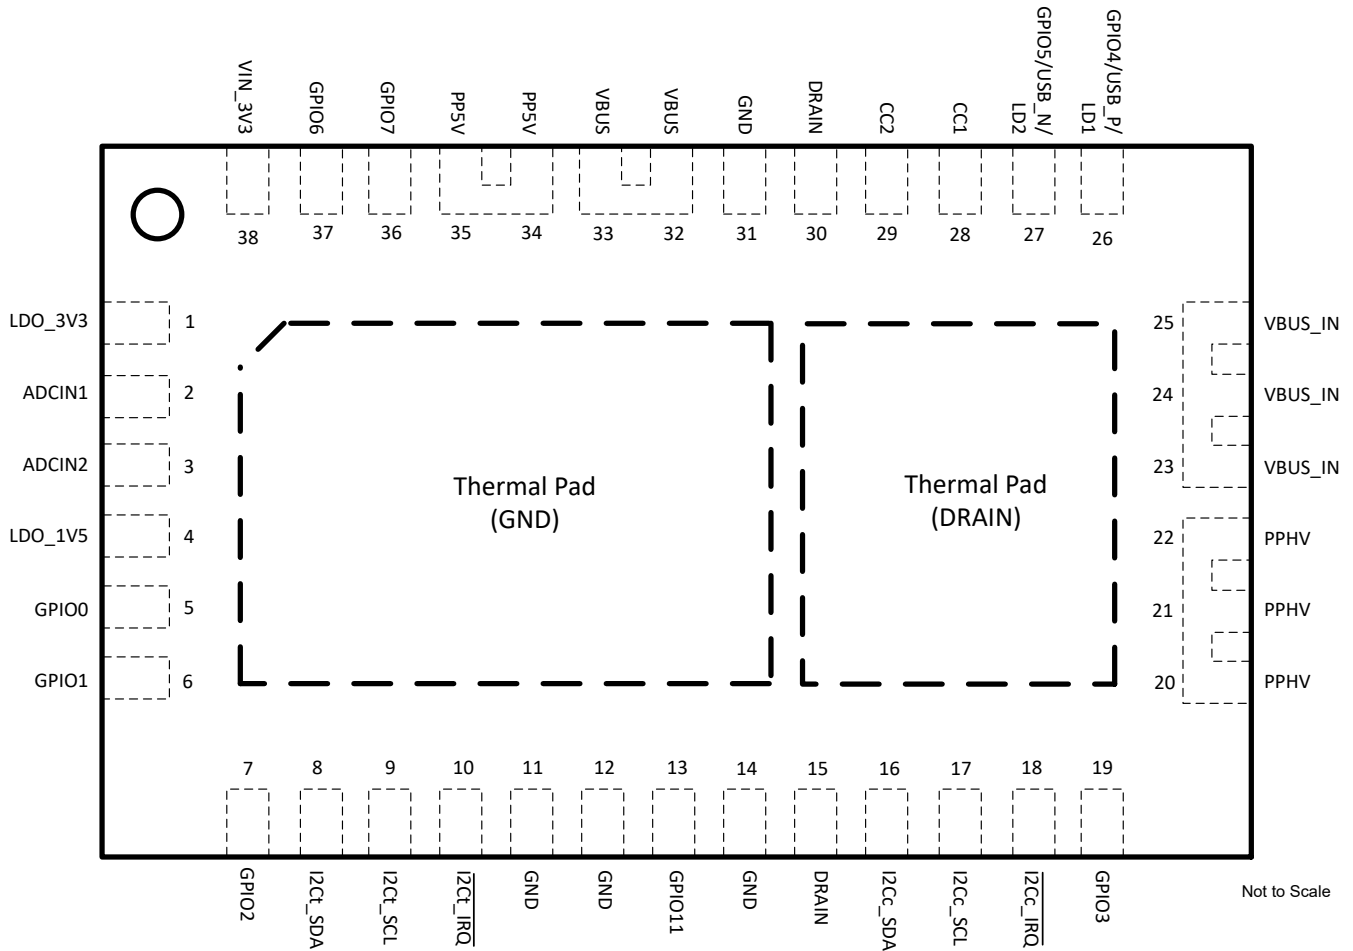 VIN_3V3
GPIO6
GPIO7
PP5V
PP5V
VBUS
VBUS
GND
DRAIN
CC2
CC1
GPIO5/USB_N/
LD2
GPIO4/USB_P/
LD1
38 37 36 35 34 33 32 31 30 29 28 27 26
LDO_3V3 1
ADCIN1 2
ADCIN2 3
LDO_1V5 4
GPIO0 5
GPIO1 6
Thermal Pad
(GND)
Thermal Pad
(DRAIN)
25 VBUS_IN
24 VBUS_IN
23 VBUS_IN
22 PPHV
21 PPHV
20 PPHV
7 8 9 10 11 12 13 14 15 16 17 18 19
GPIO2
I2Ct_SDA
I2Ct_SCL
I2Ct_IRQ
GND
GND
GPIO11
GND
DRAIN
I2Cc_SDA
I2Cc_SCL
I2Cc_IRQ
GPIO3
Not to Scale